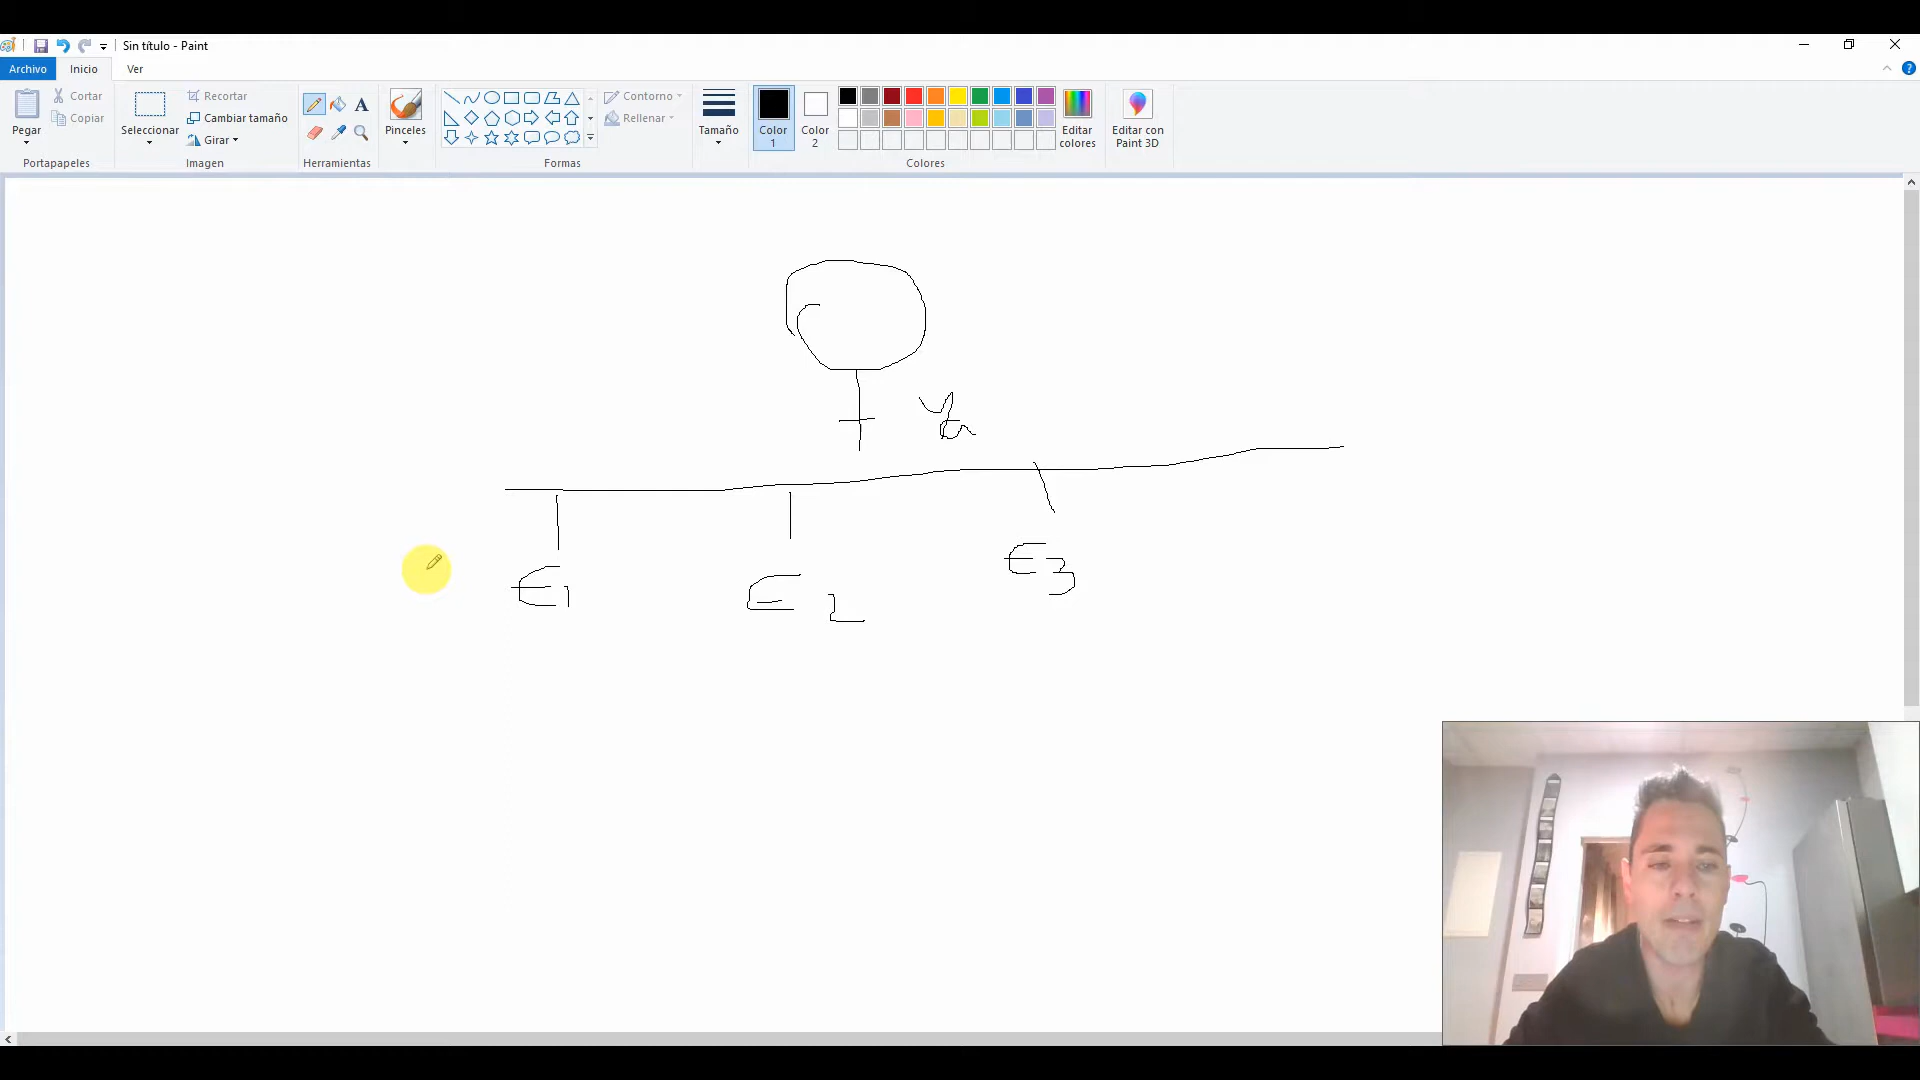 Sin título - Paint
Archivo Inicio Ver
Pegar Cortar Copiar
Seleccionar Recortar Cambiar tamaño Girar
Pinceles
Contorno
Rellenar
Tamaño
Color 1
Color 2
Editar colores
Editar con Paint 3D
Portapapeles Imagen Herramientas Formas Colores
E1 E2 E3